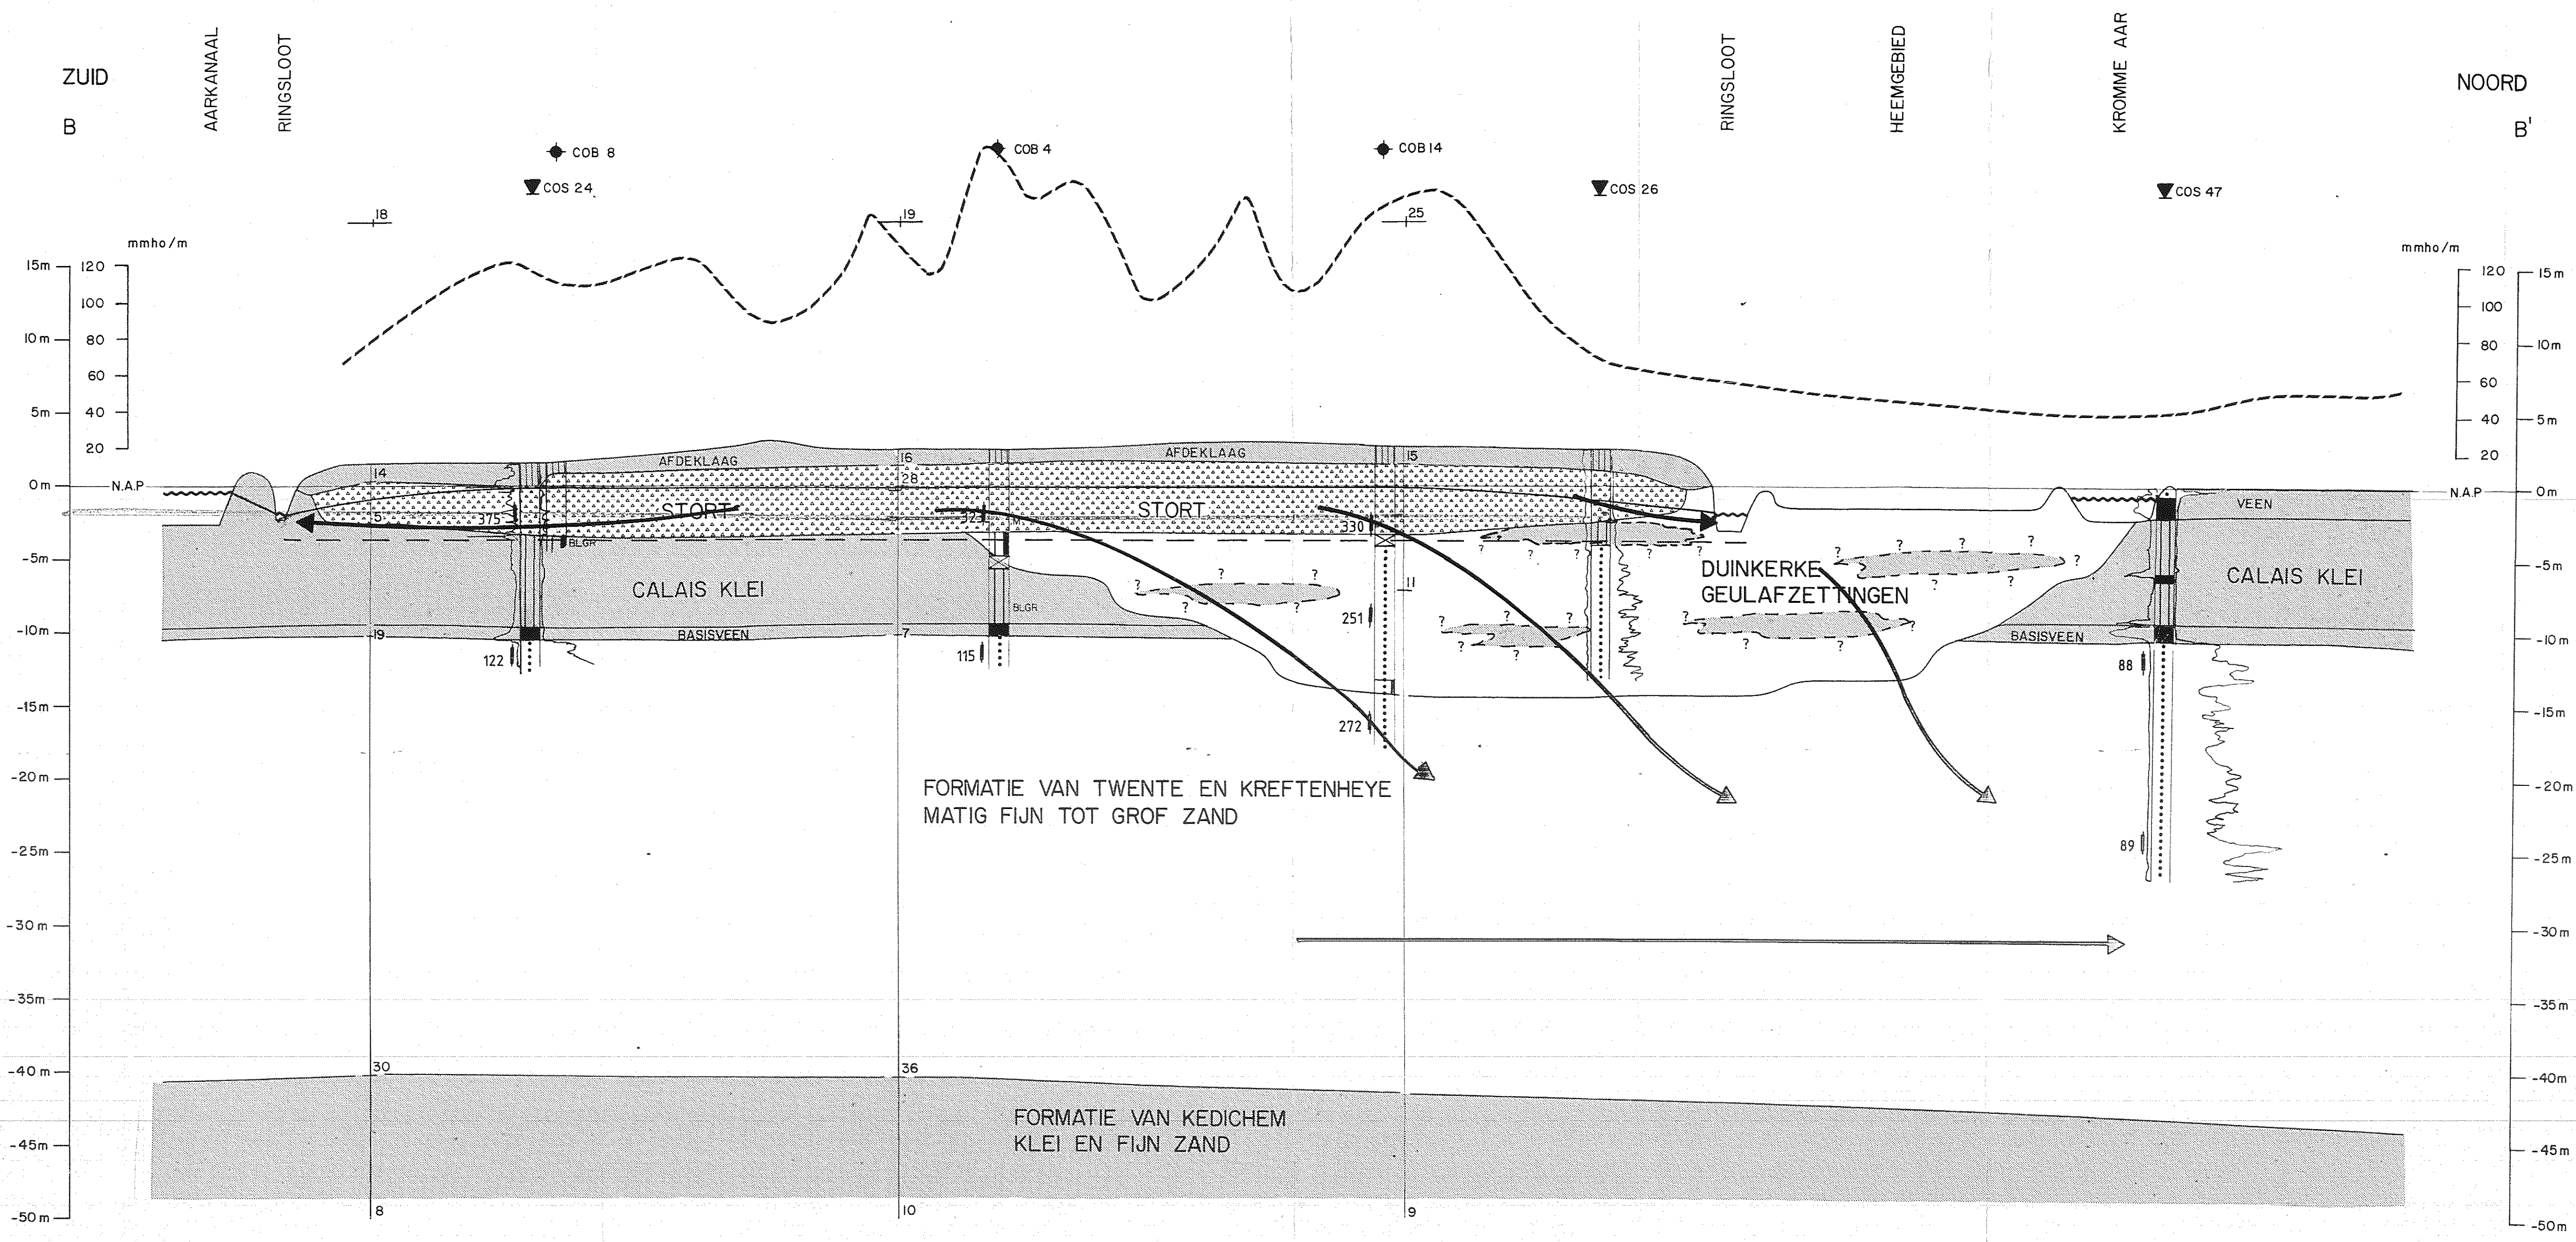 ZUID
B
AARKANAAL
RINGSLOOT
RINGSLOOT
HEEMGEBIED
KROMME AAR
NOORD
B'
COB 8
COS 24
COB 4
COB 14
COS 26
COS 47
18
19
25
mmho/m
mmho/m
15m
10m
5m
0m
-5m
-10m
-15m
-20m
-25m
-30m
-35m
-40m
-45m
-50m
120
100
80
60
40
20
120
100
80
60
40
20
15m
10m
5m
0m
-5m
-10m
-15m
-20m
-25m
-30m
-35m
-40m
-45m
-50m
N.A.P
N.A.P
14
AFDEKLAAG
16
AFDEKLAAG
15
28
STORT
STORT
VEEN
5
375
323
330
BLGR
CALAIS KLEI
BLGR
11
251
DUINKERKE
GEULAFZETTINGEN
CALAIS KLEI
? ? ? ?
? ? ? ?
? ? ? ? ? ?
? ? ? ?
? ? ? ?
19
BASISVEEN
7
BASISVEEN
122
115
88
272
89
FORMATIE VAN TWENTE EN KREFTENHEYE
MATIG FIJN TOT GROF ZAND
30
36
FORMATIE VAN KEDICHEM
KLEI EN FIJN ZAND
8
10
9